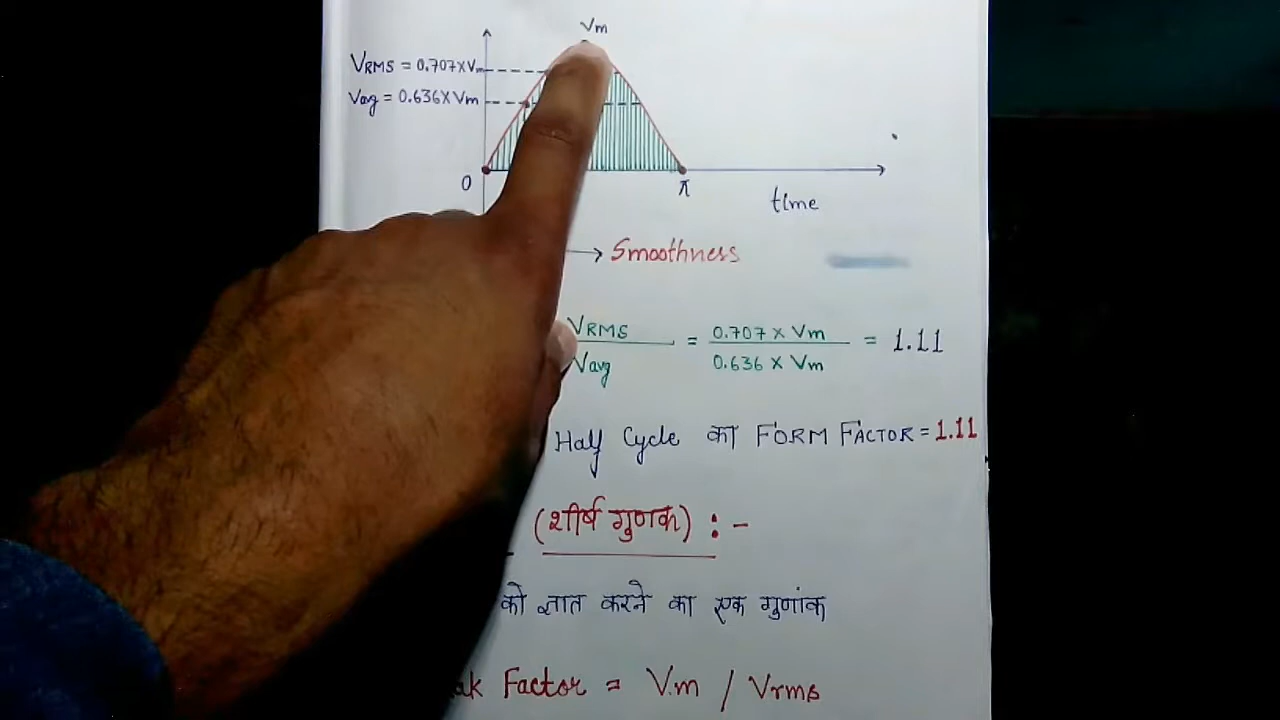 Vm
VRMS = 0.707×Vm
Vavg = 0.636×Vm
0
π
time
→ Smoothness
VRMS / Vavg = 0.707 × Vm / 0.636 × Vm = 1.11
Half Cycle का FORM FACTOR = 1.11
(शीर्ष गुणक) : -
को ज्ञात करने का एक गुणांक
Factor = Vm / Vrms